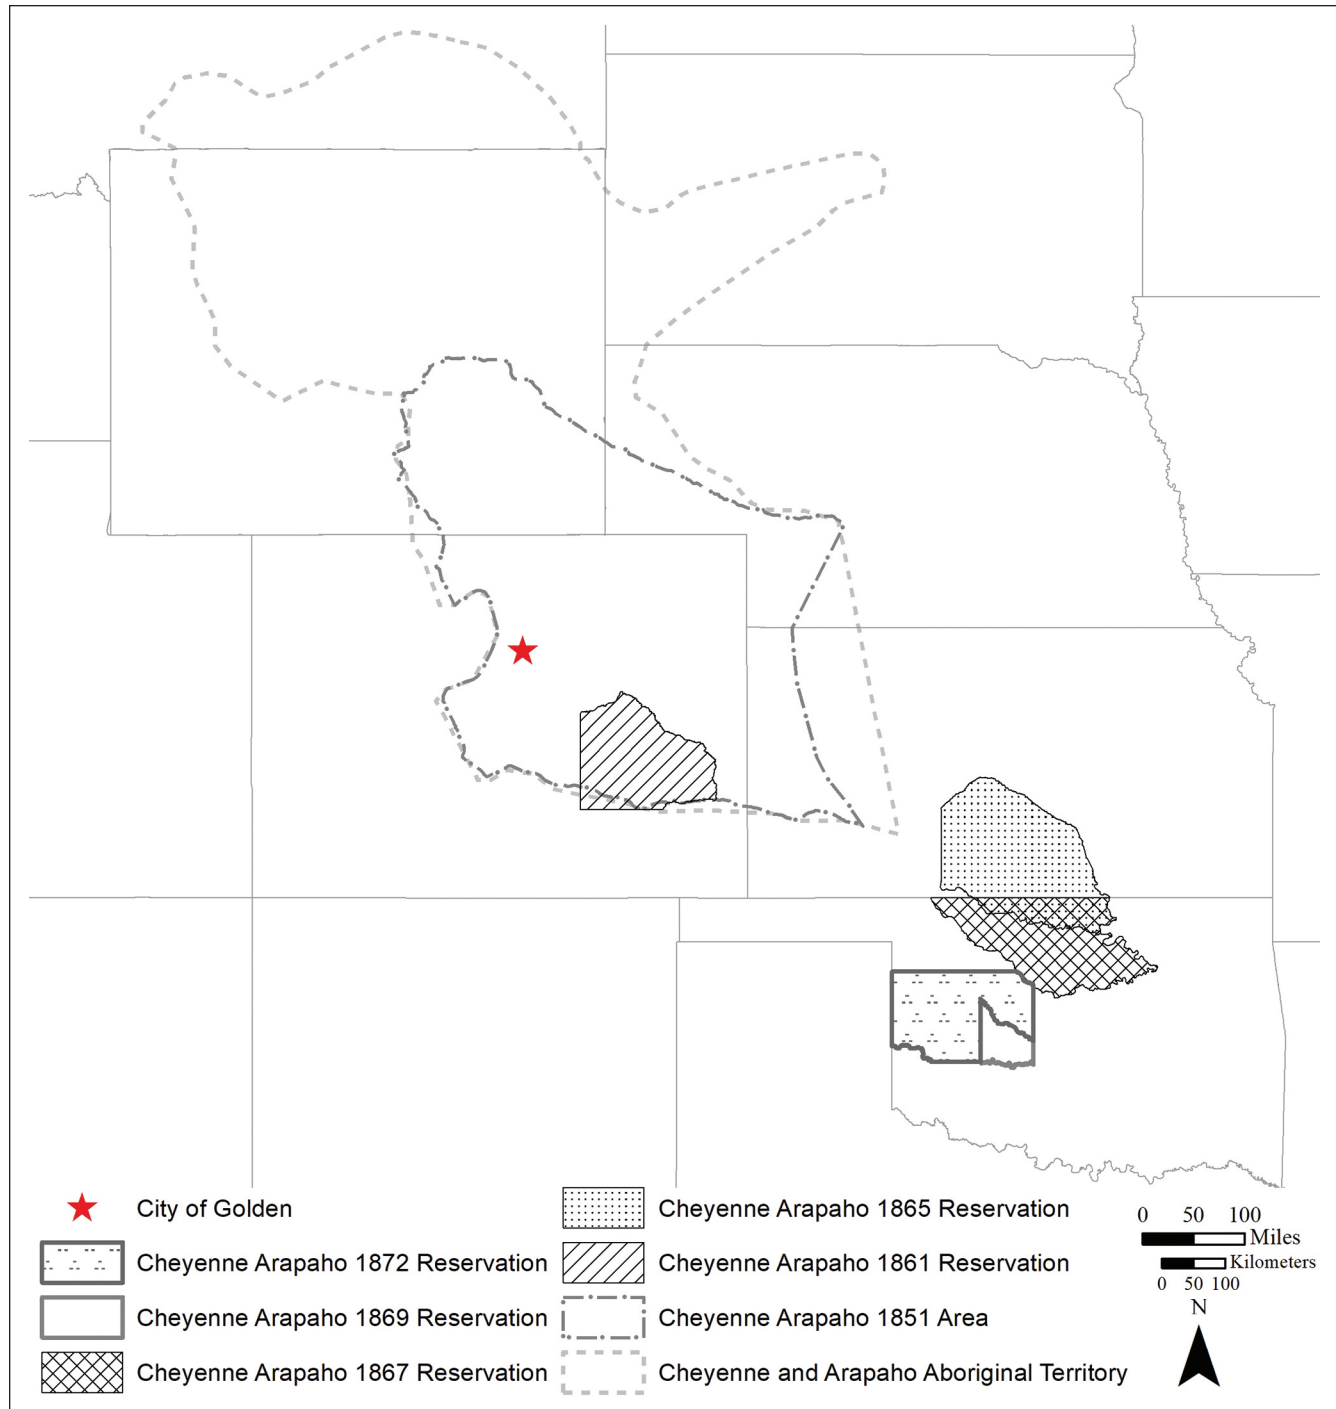 City of Golden
Cheyenne Arapaho 1872 Reservation
Cheyenne Arapaho 1869 Reservation
Cheyenne Arapaho 1867 Reservation
Cheyenne Arapaho 1865 Reservation
Cheyenne Arapaho 1861 Reservation
Cheyenne Arapaho 1851 Area
Cheyenne and Arapaho Aboriginal Territory
0 50 100
Miles
Kilometers
0 50 100
N